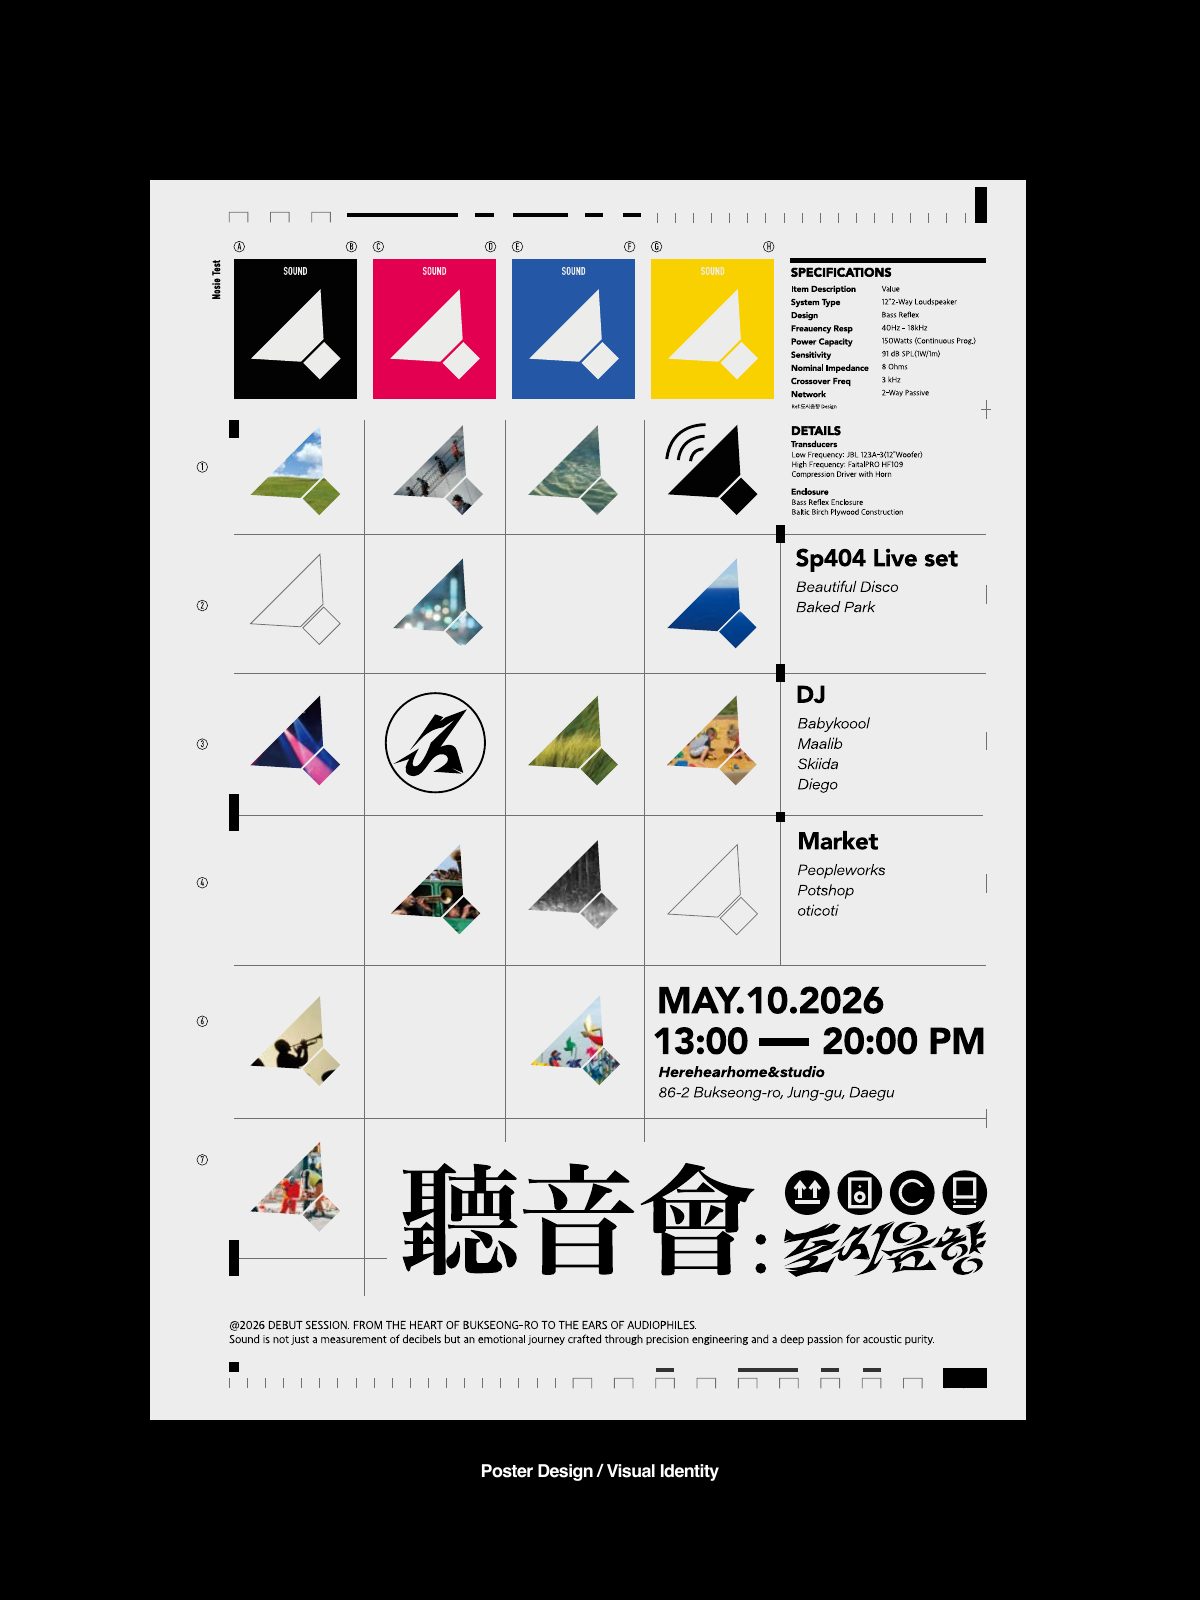 Ⓐ Ⓑ Ⓒ Ⓓ Ⓔ Ⓕ Ⓖ Ⓗ
Nosie Test
SOUND
SOUND
SOUND
SOUND
SPECIFICATIONS
Item Description Value
System Type 12"2-Way Loudspeaker
Design Bass Reflex
Freauency Resp 40Hz - 18kHz
Power Capacity 150Watts (Continuous Prog.)
Sensitivity 91 dB SPL(1W/1m)
Nominal Impedance 8 Ohms
Crossover Freq 3 kHz
Network 2-Way Passive
Ref:도시음향 Design
DETAILS
Transducers
Low Frequency: JBL 123A-3(12"Woofer)
High Frequency: FaitalPRO HF109
Compression Driver with Horn
Enclosure
Bass Reflex Enclosure
Baltic Birch Plywood Construction
①
②
Sp404 Live set
Beautiful Disco
Baked Park
③
DJ
Babykoool
Maalib
Skiida
Diego
④
Market
Peopleworks
Potshop
oticoti
⑥
MAY.10.2026
13:00 — 20:00 PM
Herehearhome&studio
86-2 Bukseong-ro, Jung-gu, Daegu
⑦
聽音會:
도시음향
@2026 DEBUT SESSION. FROM THE HEART OF BUKSEONG-RO TO THE EARS OF AUDIOPHILES.
Sound is not just a measurement of decibels but an emotional journey crafted through precision engineering and a deep passion for acoustic purity.
Poster Design / Visual Identity